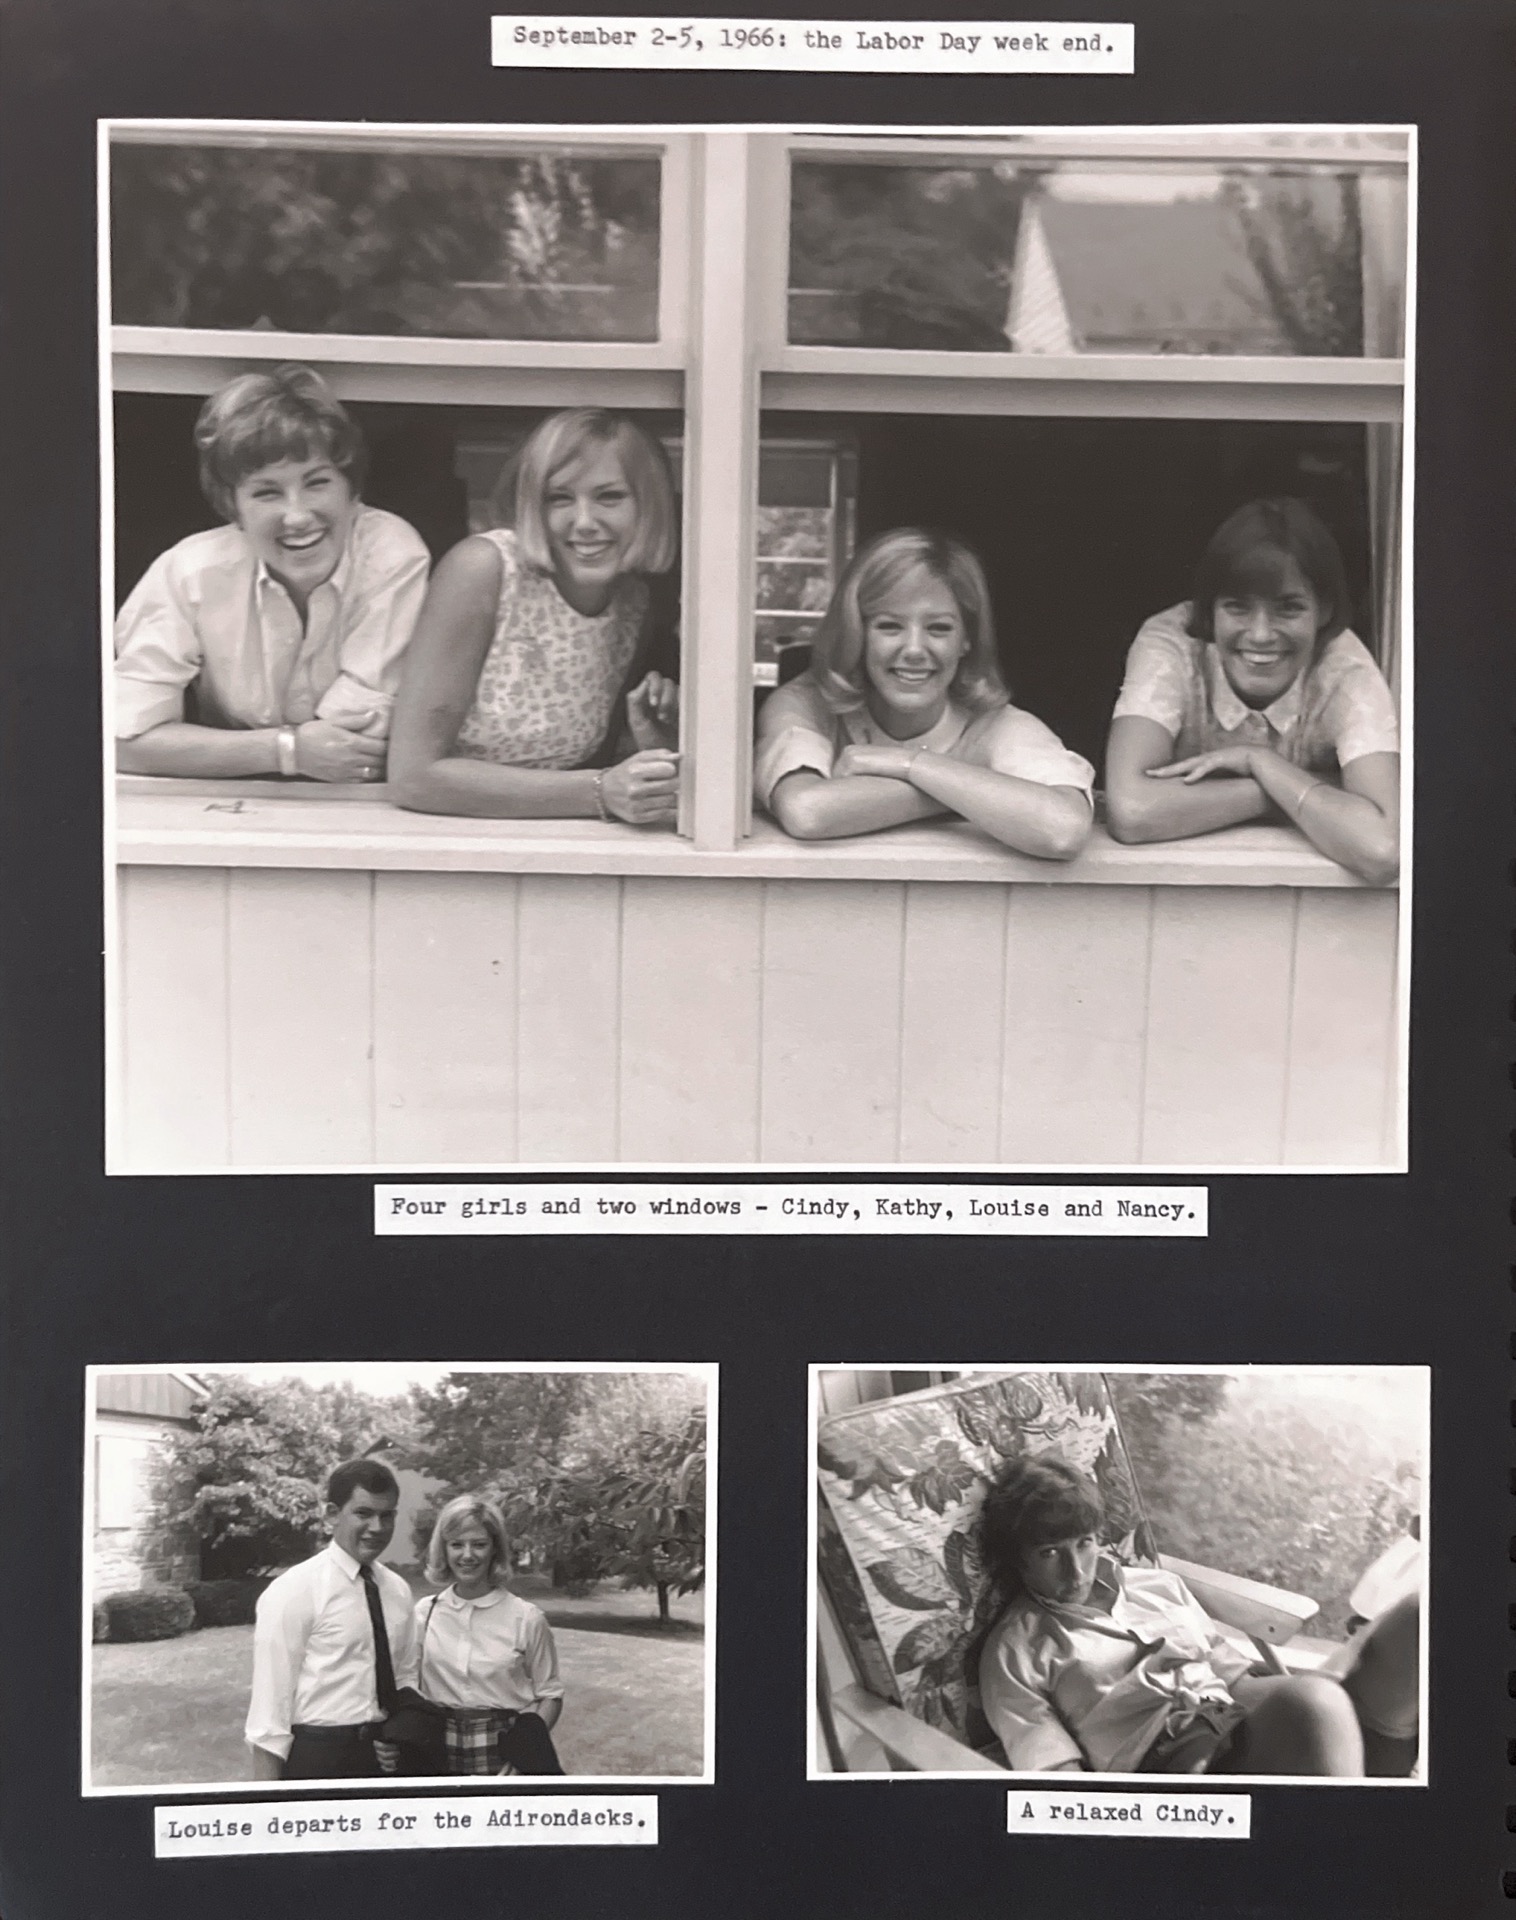 September 2-5, 1966: the Labor Day week end.
Four girls and two windows - Cindy, Kathy, Louise and Nancy.
Louise departs for the Adirondacks.
A relaxed Cindy.